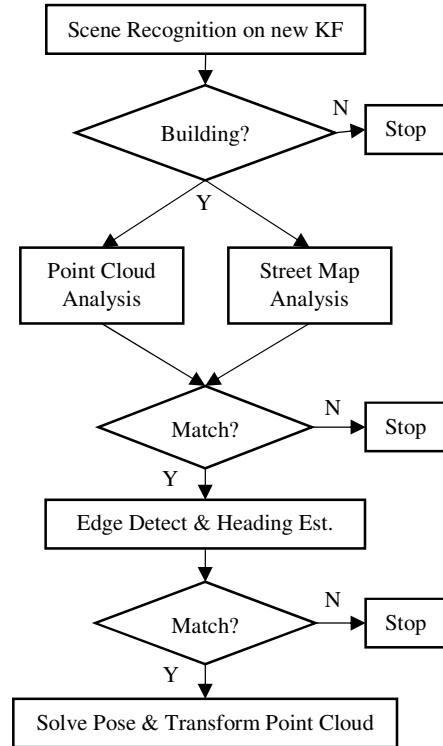 Scene Recognition on new KF
N
Building?
Stop
Y
Point Cloud
Analysis
Street Map
Analysis
N
Match?
Stop
Y
Edge Detect & Heading Est.
N
Match?
Stop
Y
Solve Pose & Transform Point Cloud